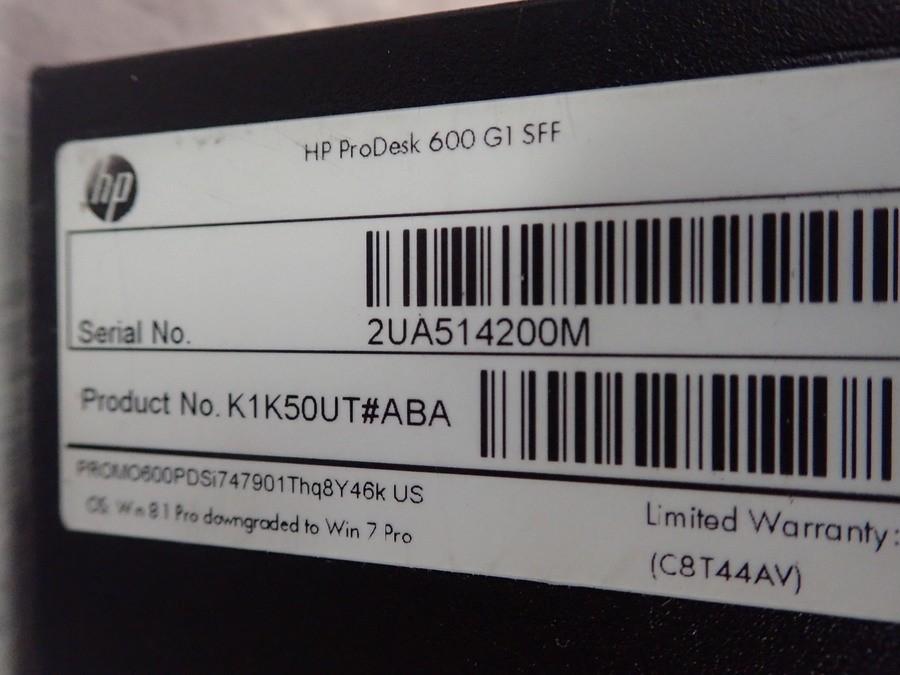 HP ProDesk 600 G1 SFF
hp
Serial No.
2UA514200M
Product No. K1K50UT#ABA
PROMO600PDSi747901Thq8Y46k US
OS: Win 8.1 Pro downgraded to Win 7 Pro
Limited Warranty:
(C8T44AV)